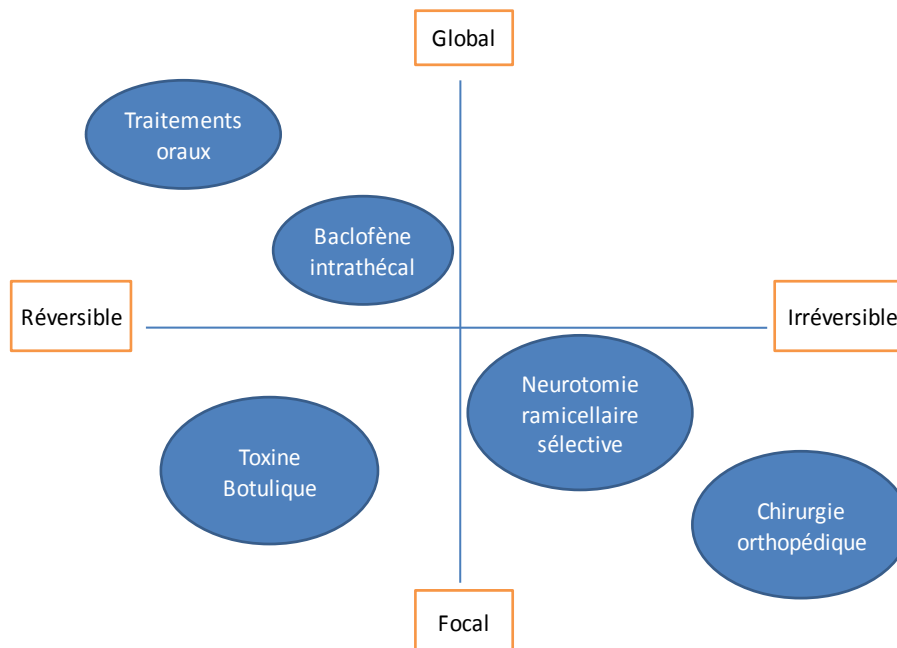 Global
Traitements
oraux
Baclofène
intrathécal
Réversible
Irréversible
Neurotomie
ramicellaire
sélective
Toxine
Botulique
Chirurgie
orthopédique
Focal